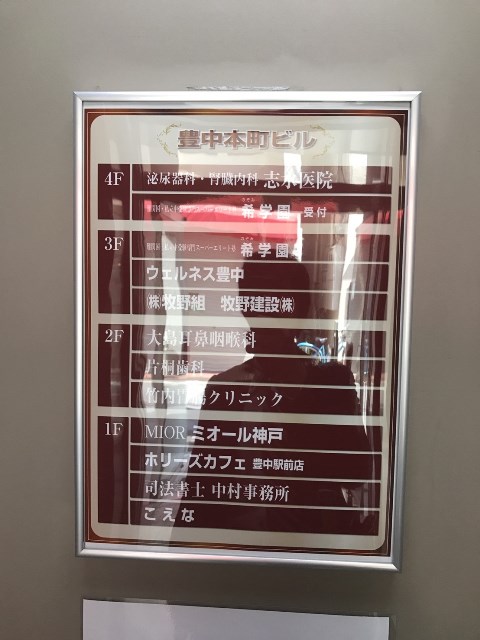 豊中本町ビル
4F 泌尿器科・腎臓内科 志水医院
希学園 受付
3F 希学園
ウェルネス豊中
㈱牧野組 牧野建設㈱
2F 大島耳鼻咽喉科
片桐歯科
竹内胃腸クリニック
1F MIOR ミオール神戸
ホリーズカフェ 豊中駅前店
司法書士 中村事務所
こえな